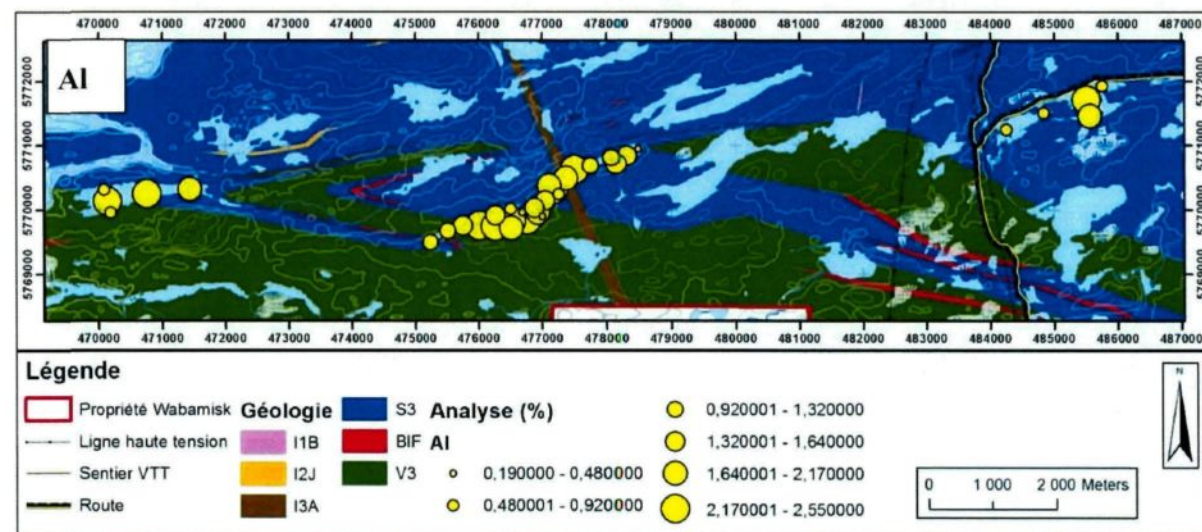 470000 471000 472000 473000 474000 475000 476000 477000 478000 479000 480000 481000 482000 483000 484000 485000 486000 487000
Al
5772000
5771000
5770000
5769000
5772000
5771000
5770000
5769000
470000 471000 472000 473000 474000 475000 476000 477000 478000 479000 480000 481000 482000 483000 484000 485000 486000 487000
Légende
Propriété Wabamisk
Ligne haute tension
Sentier VTT
Route
Géologie
I1B
I2J
I3A
S3
BIF
V3
Analyse (%)
Al
0,190000 - 0,480000
0,480001 - 0,920000
0,920001 - 1,320000
1,320001 - 1,640000
1,640001 - 2,170000
2,170001 - 2,550000
N
0 1 000 2 000 Meters